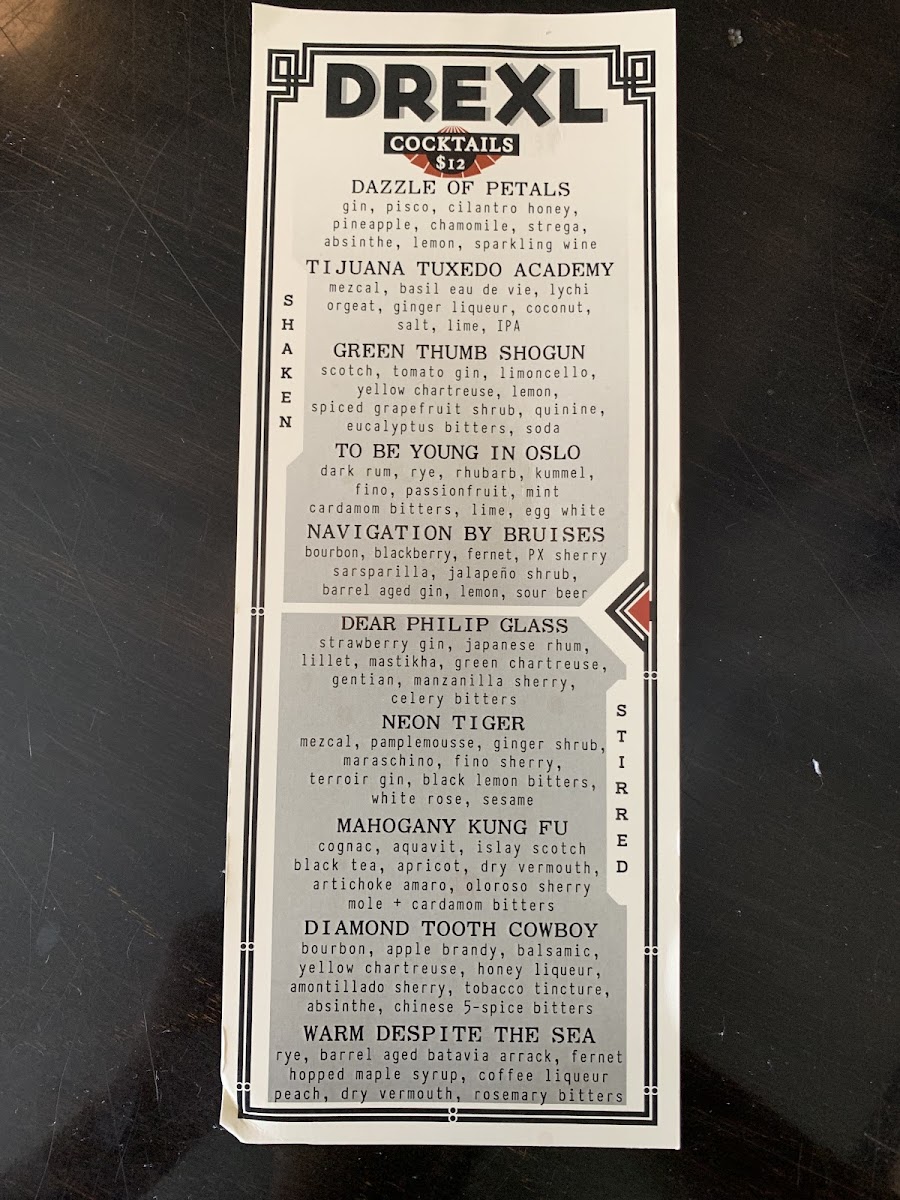 DREXL
COCKTAILS
$12
SHAKEN
DAZZLE OF PETALS
gin, pisco, cilantro honey,
pineapple, chamomile, strega,
absinthe, lemon, sparkling wine
TIJUANA TUXEDO ACADEMY
mezcal, basil eau de vie, lychi
orgeat, ginger liqueur, coconut,
salt, lime, IPA
GREEN THUMB SHOGUN
scotch, tomato gin, limoncello,
yellow chartreuse, lemon,
spiced grapefruit shrub, quinine,
eucalyptus bitters, soda
TO BE YOUNG IN OSLO
dark rum, rye, rhubarb, kummel,
fino, passionfruit, mint
cardamom bitters, lime, egg white
NAVIGATION BY BRUISES
bourbon, blackberry, fernet, PX sherry
sarsparilla, jalapeño shrub,
barrel aged gin, lemon, sour beer
STIRRED
DEAR PHILIP GLASS
strawberry gin, japanese rhum,
lillet, mastikha, green chartreuse,
gentian, manzanilla sherry,
celery bitters
NEON TIGER
mezcal, pamplemousse, ginger shrub,
maraschino, fino sherry,
terroir gin, black lemon bitters,
white rose, sesame
MAHOGANY KUNG FU
cognac, aquavit, islay scotch
black tea, apricot, dry vermouth,
artichoke amaro, oloroso sherry
mole + cardamom bitters
DIAMOND TOOTH COWBOY
bourbon, apple brandy, balsamic,
yellow chartreuse, honey liqueur,
amontillado sherry, tobacco tincture,
absinthe, chinese 5-spice bitters
WARM DESPITE THE SEA
rye, barrel aged batavia arrack, fernet
hopped maple syrup, coffee liqueur
peach, dry vermouth, rosemary bitters